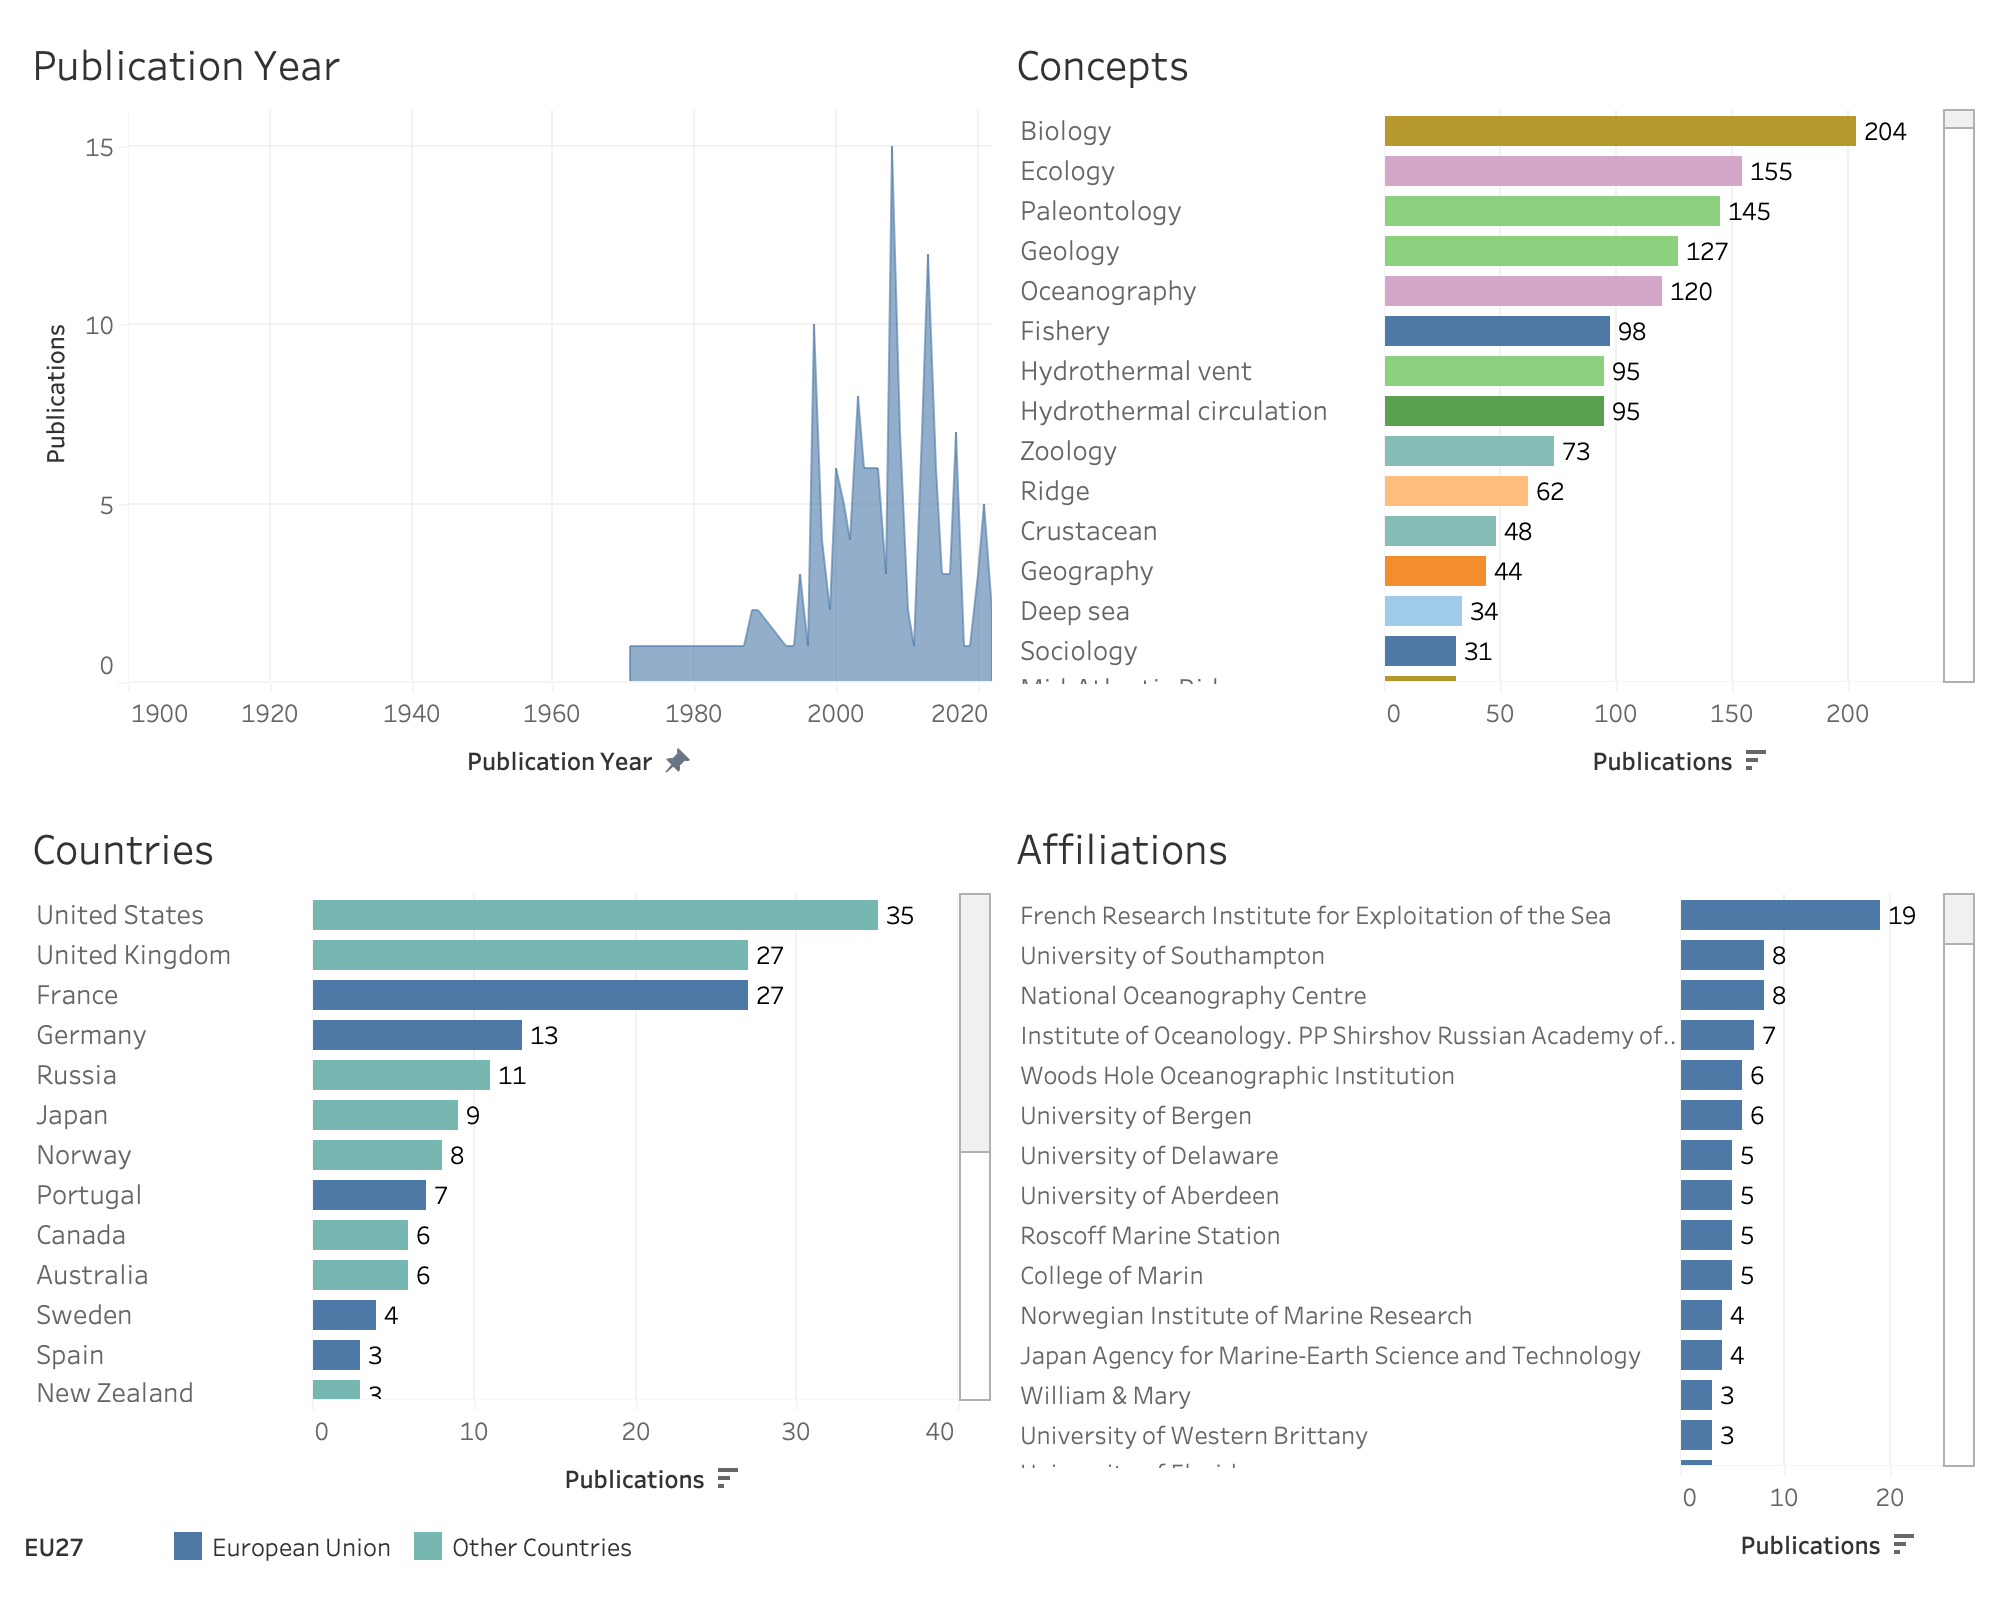 Publication Year
15
10
5
0
Publications
1900 1920 1940 1960 1980 2000 2020
Publication Year
Concepts
Biology 204
Ecology 155
Paleontology 145
Geology 127
Oceanography 120
Fishery 98
Hydrothermal vent 95
Hydrothermal circulation 95
Zoology 73
Ridge 62
Crustacean 48
Geography 44
Deep sea 34
Sociology 31
0 50 100 150 200
Publications
Countries
United States 35
United Kingdom 27
France 27
Germany 13
Russia 11
Japan 9
Norway 8
Portugal 7
Canada 6
Australia 6
Sweden 4
Spain 3
New Zealand 3
0 10 20 30 40
Publications
EU27 European Union Other Countries
Affiliations
French Research Institute for Exploitation of the Sea 19
University of Southampton 8
National Oceanography Centre 8
Institute of Oceanology. PP Shirshov Russian Academy of.. 7
Woods Hole Oceanographic Institution 6
University of Bergen 6
University of Delaware 5
University of Aberdeen 5
Roscoff Marine Station 5
College of Marin 5
Norwegian Institute of Marine Research 4
Japan Agency for Marine-Earth Science and Technology 4
William & Mary 3
University of Western Brittany 3
0 10 20
Publications